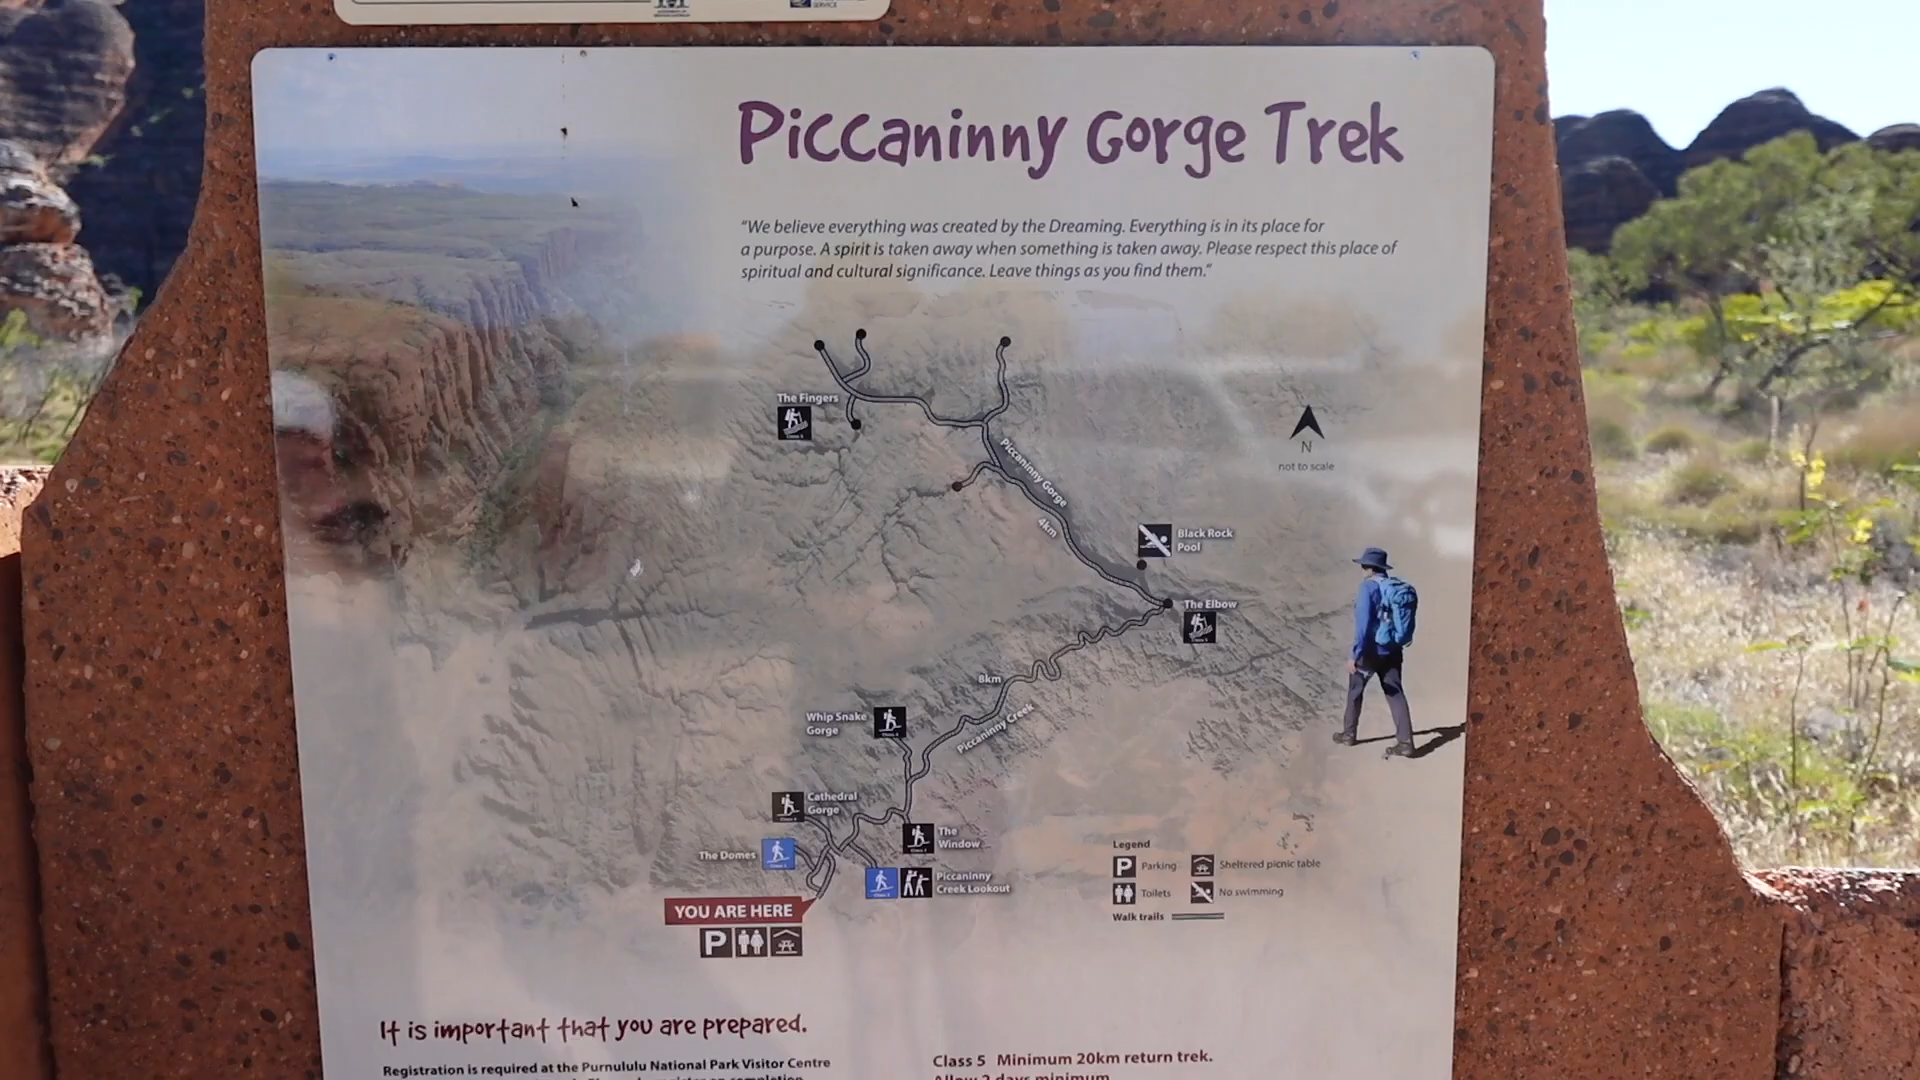 SERVICE
Piccaninny Gorge Trek
"We believe everything was created by the Dreaming. Everything is in its place for
a purpose. A spirit is taken away when something is taken away. Please respect this place of
spiritual and cultural significance. Leave things as you find them."
The Fingers
N
not to scale
Piccaninny Gorge
4km
Black Rock
Pool
The Elbow
8km
Piccaninny Creek
Whip Snake
Gorge
Cathedral
Gorge
The Domes
The
Window
Piccaninny
Creek Lookout
YOU ARE HERE
P
Legend
P Parking
Sheltered picnic table
Toilets
No swimming
Walk trails
It is important that you are prepared.
Registration is required at the Purnululu National Park Visitor Centre
Class 5 Minimum 20km return trek.
Allow 2 days minimum